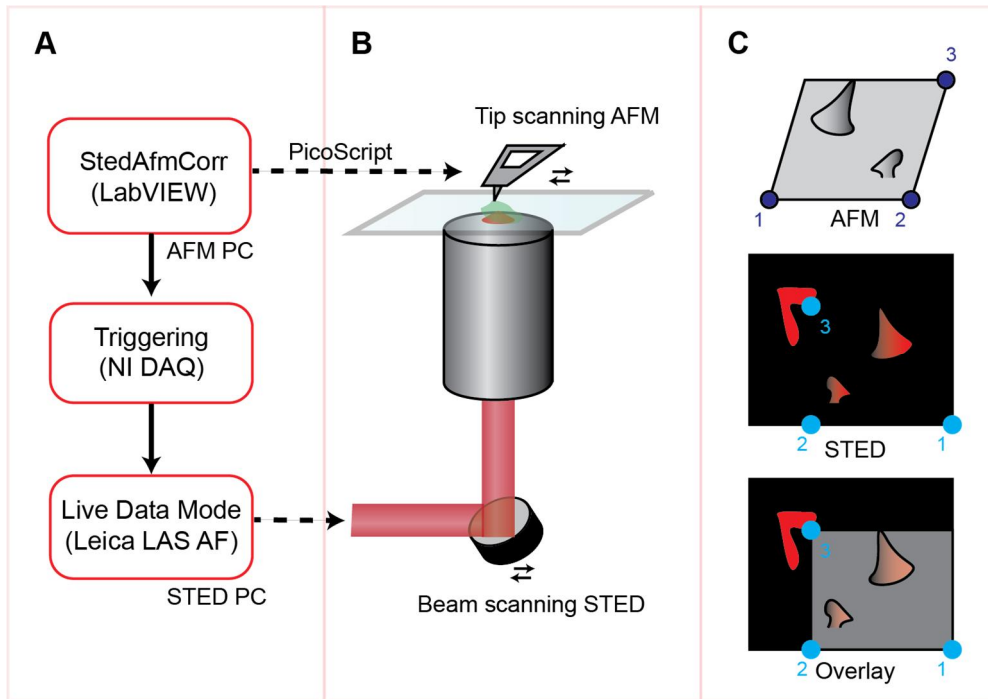 A
StedAfmCorr
(LabVIEW)
AFM PC
Triggering
(NI DAQ)
Live Data Mode
(Leica LAS AF)
STED PC
PicoScript
B
Tip scanning AFM
Beam scanning STED
C
3
1
2
AFM
3
2
1
STED
3
2
1
Overlay